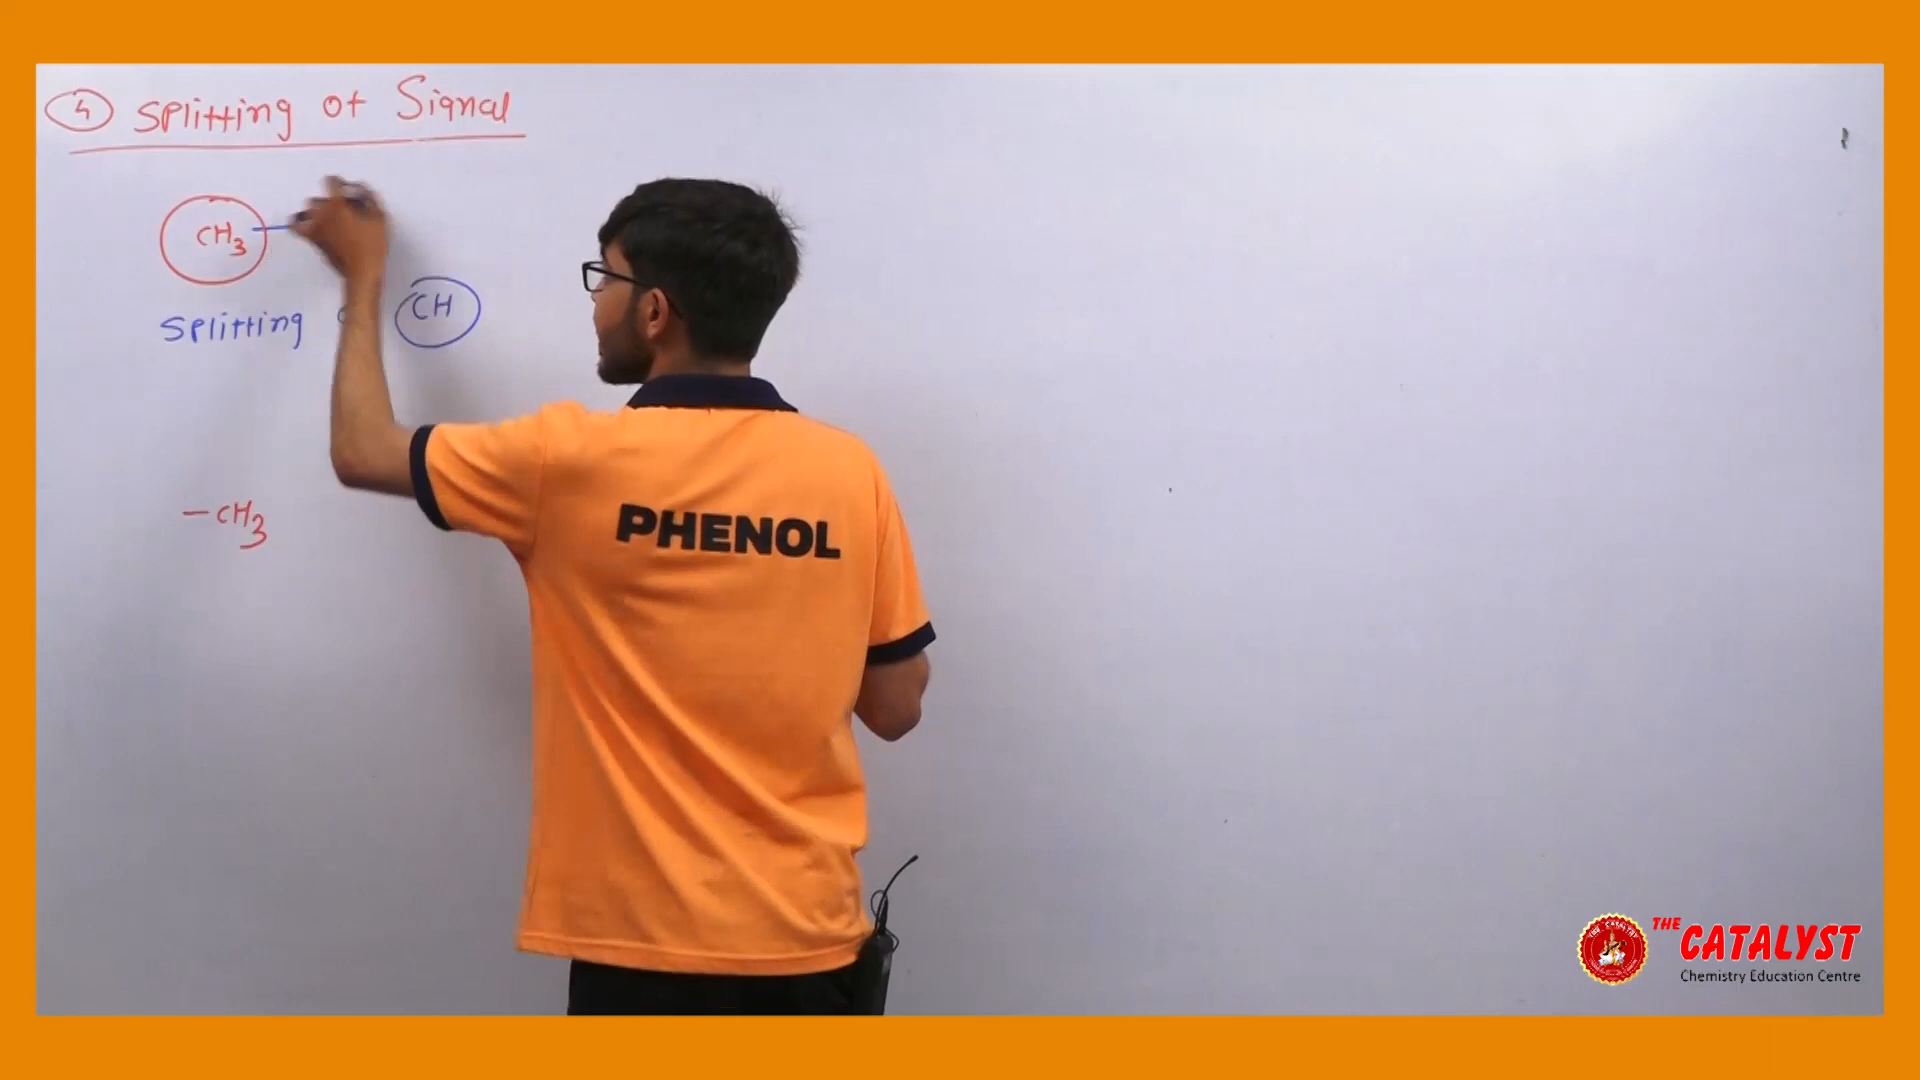 4 Splitting of Signal
CH3
Splitting CH
-CH3
PHENOL
THE CATALYST
Chemistry Education Centre